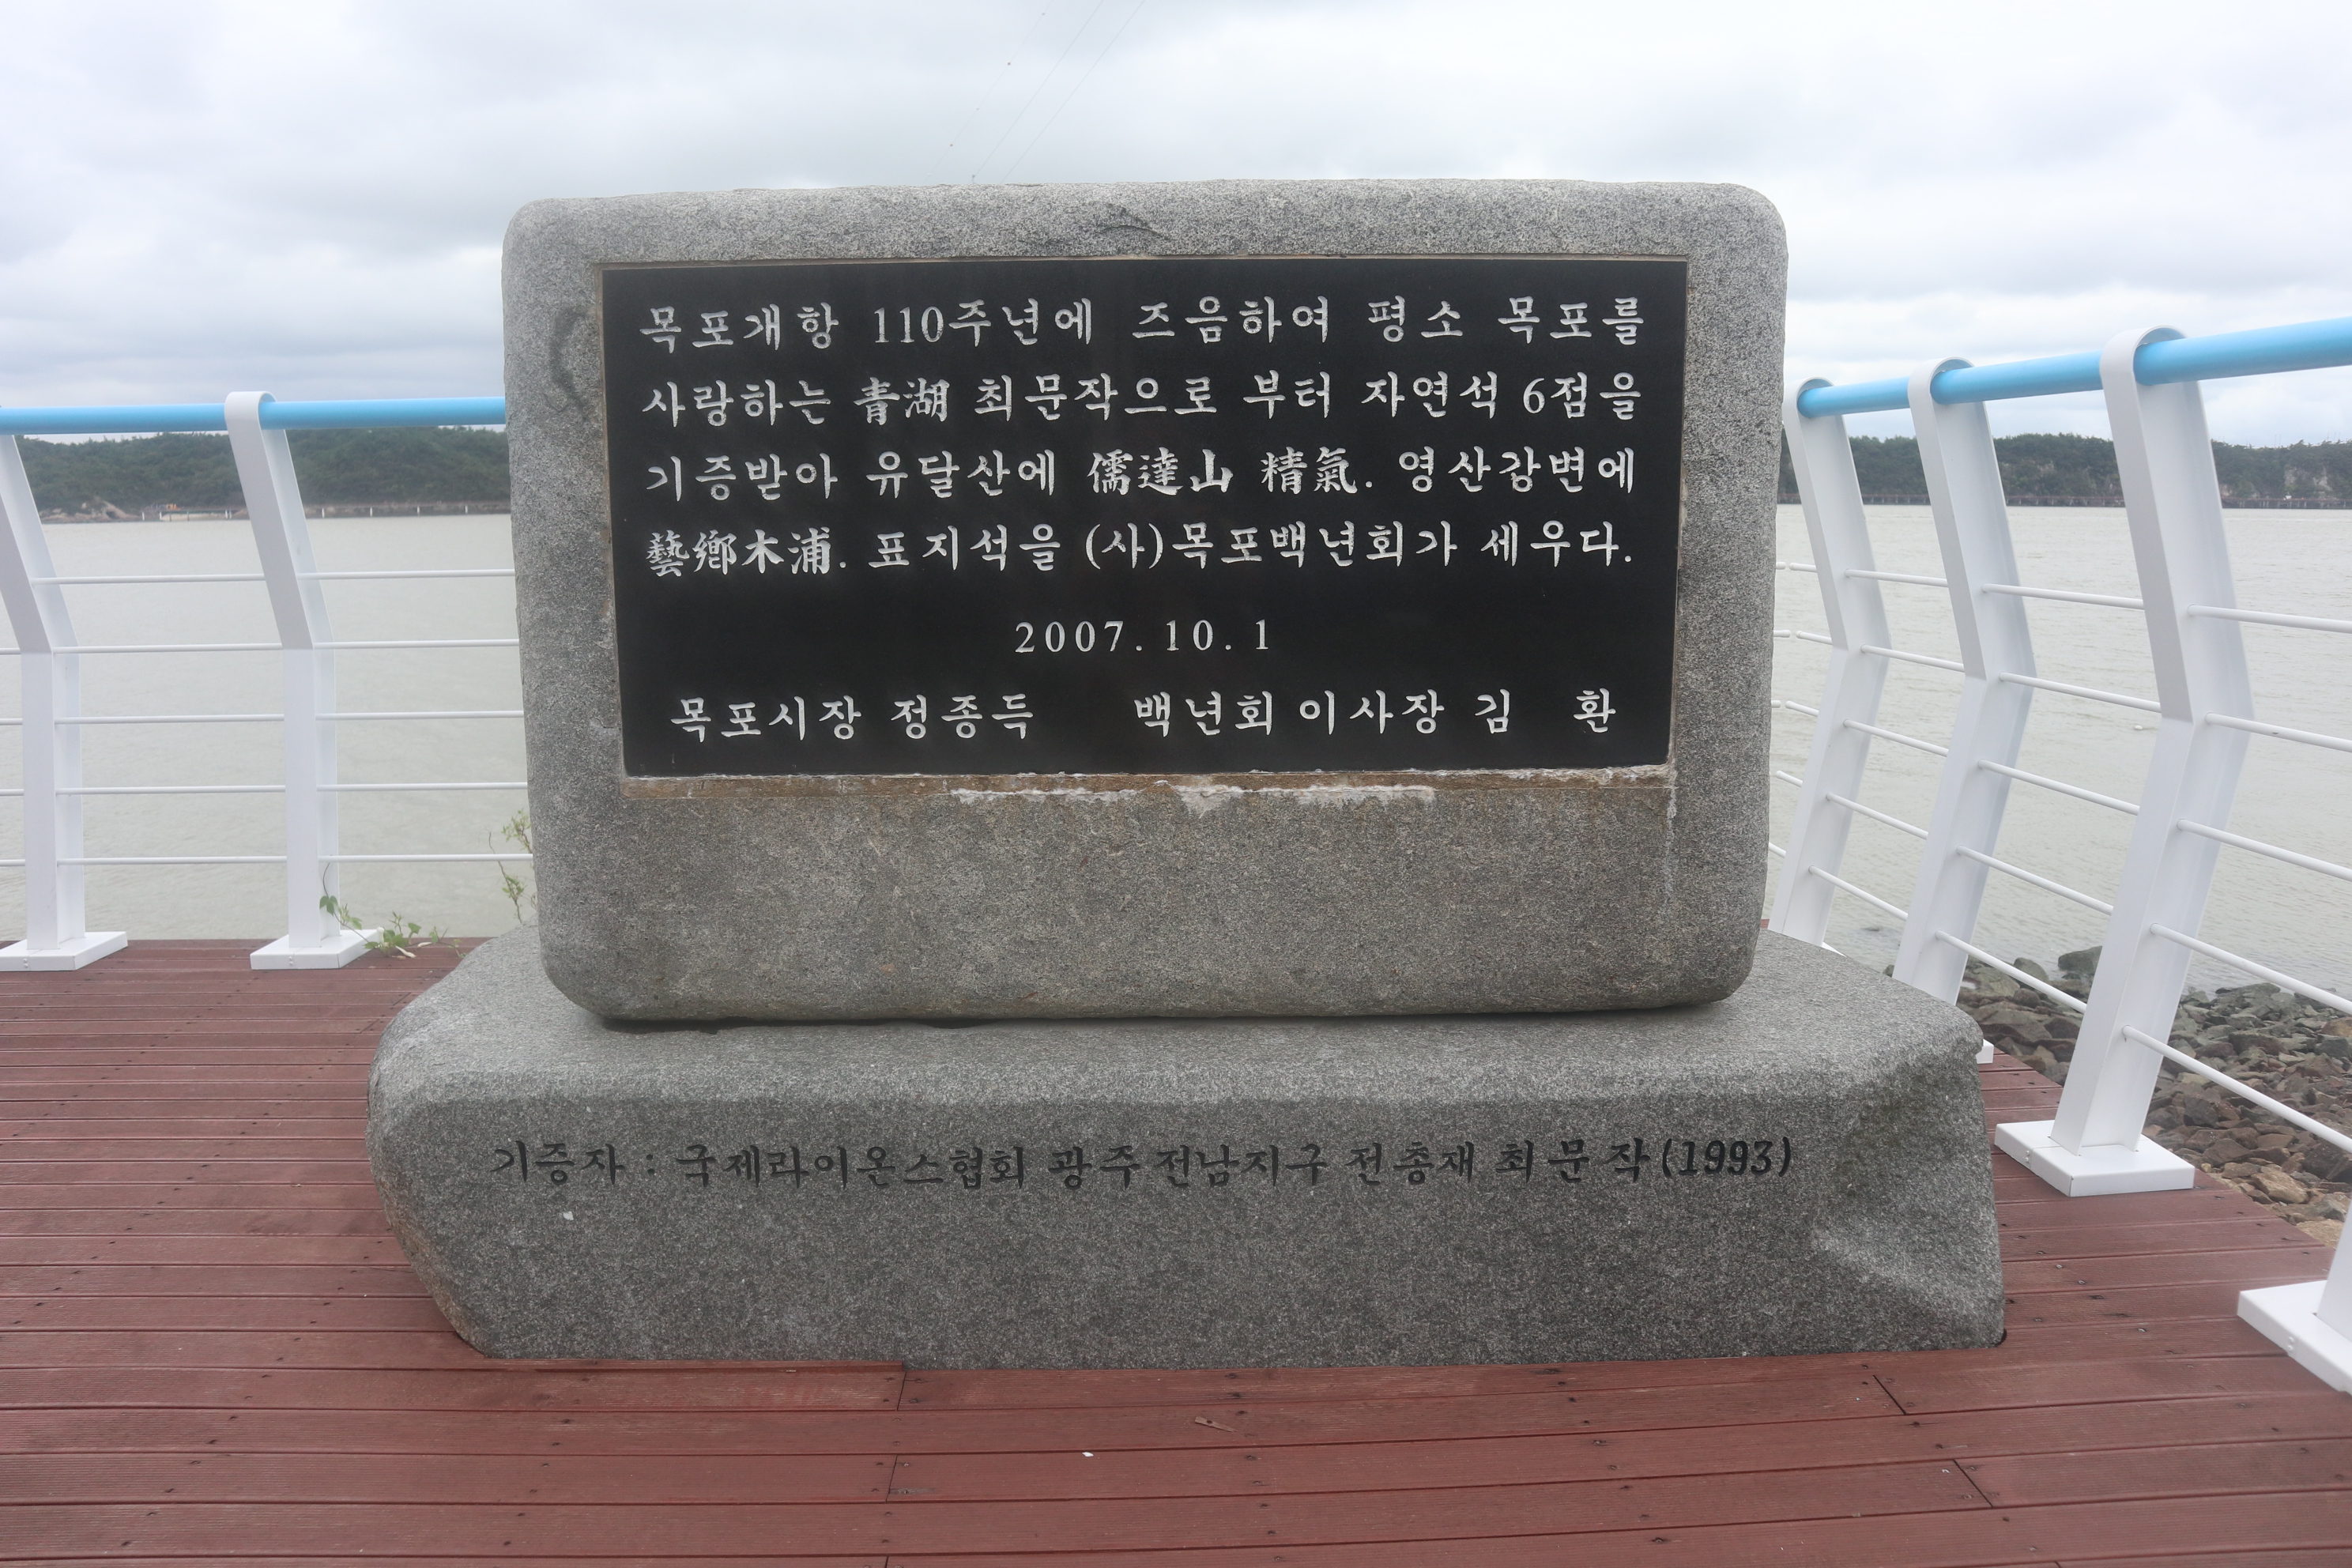 목포개항 110주년에 즈음하여 평소 목포를
사랑하는 青湖 최문작으로 부터 자연석 6점을
기증받아 유달산에 儒達山 精氣. 영산강변에
藝鄉木浦. 표지석을 (사)목포백년회가 세우다.
2007. 10. 1
목포시장 정종득 백년회 이사장 김 환
기증자 : 국제라이온스협회 광주 전남지구 전총재 최문작(1993)